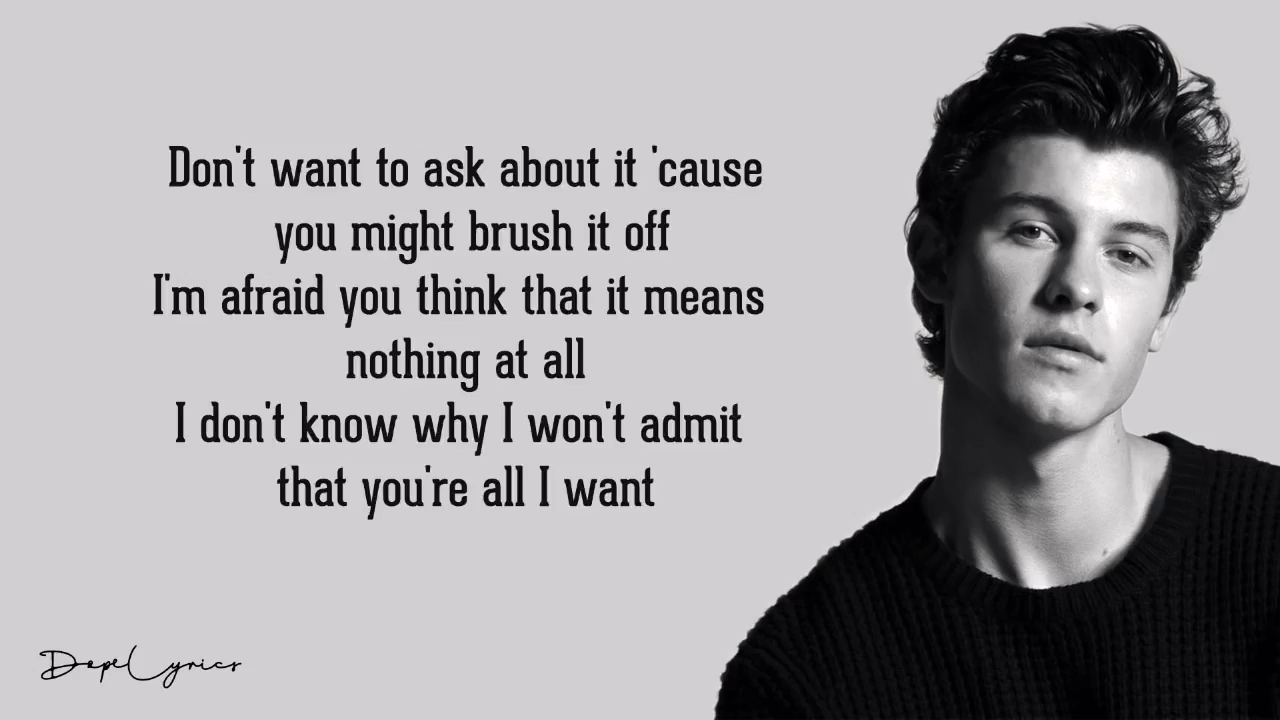 Don't want to ask about it 'cause
you might brush it off
I'm afraid you think that it means
nothing at all
I don't know why I won't admit
that you're all I want
DopeLyrics